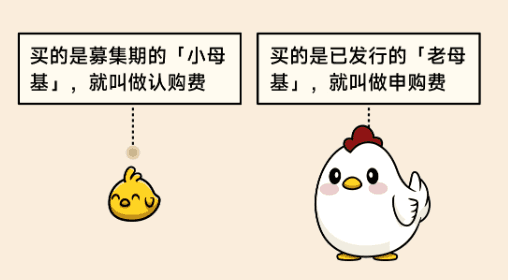 买的是募集期的「小母
基」，就叫做认购费
买的是已发行的「老母
基」，就叫做申购费